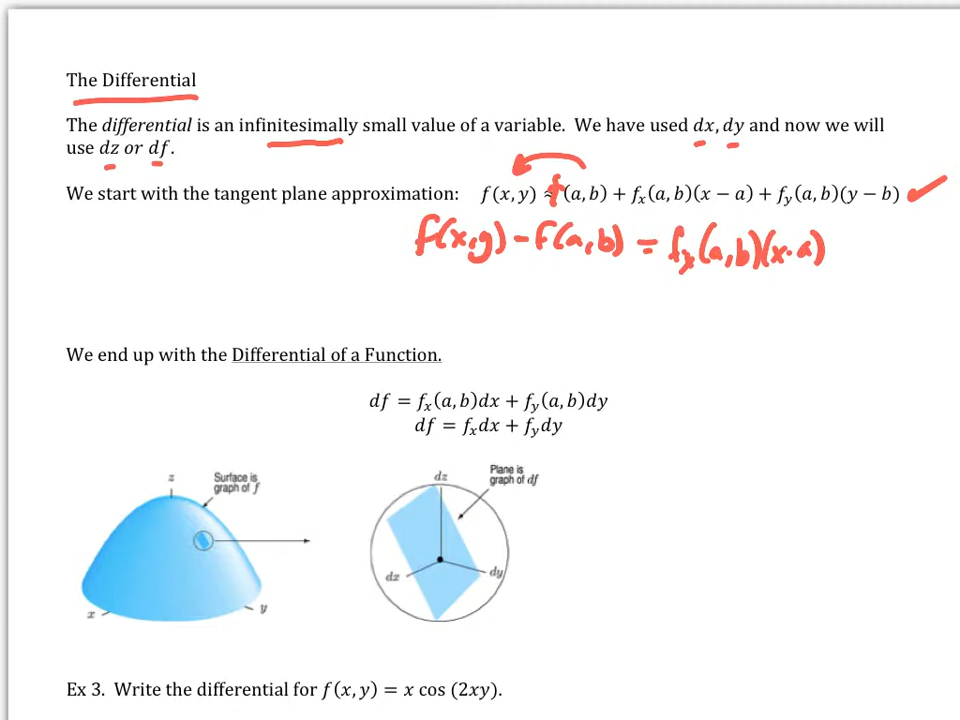 The Differential
The differential is an infinitesimally small value of a variable. We have used dx, dy and now we will
use dz or df.
We start with the tangent plane approximation: f(x, y) ≈ f(a, b) + fₓ(a, b)(x − a) + f_y(a, b)(y − b)
f(x,y) - f(a,b) = fₓ(a,b)(x-a)
We end up with the Differential of a Function.
df = fₓ(a, b)dx + f_y(a, b)dy
df = fₓdx + f_ydy
z
Surface is
graph of f
x
y
dz
Plane is
graph of df
dx
dy
Ex 3. Write the differential for f(x, y) = x cos (2xy).